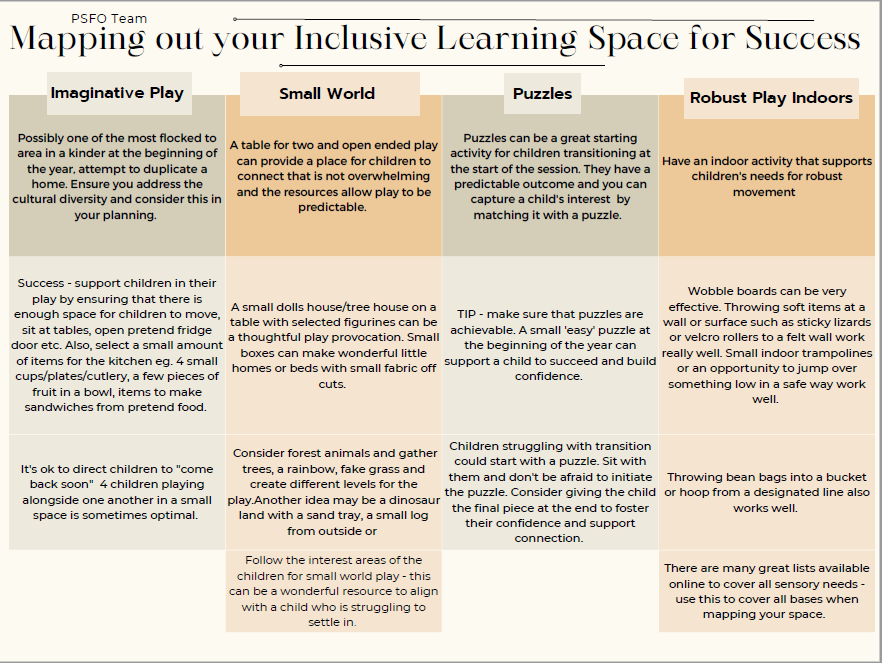 PSFO Team
Mapping out your Inclusive Learning Space for Success
Imaginative Play
Possibly one of the most flocked to
area in a kinder at the beginning of
the year, attempt to duplicate a
home. Ensure you address the
cultural diversity and consider this in
your planning.
Success - support children in their
play by ensuring that there is
enough space for children to move,
sit at tables, open pretend fridge
door etc. Also, select a small amount
of items for the kitchen eg. 4 small
cups/plates/cutlery, a few pieces of
fruit in a bowl, items to make
sandwiches from pretend food.
It's ok to direct children to "come
back soon" 4 children playing
alongside one another in a small
space is sometimes optimal.
Small World
A table for two and open ended play
can provide a place for children to
connect that is not overwhelming
and the resources allow play to be
predictable.
A small dolls house/tree house on a
table with selected figurines can be
a thoughtful play provocation. Small
boxes can make wonderful little
homes or beds with small fabric off
cuts.
Consider forest animals and gather
trees, a rainbow, fake grass and
create different levels for the
play.Another idea may be a dinosaur
land with a sand tray, a small log
from outside or
Follow the interest areas of the
children for small world play - this
can be a wonderful resource to align
with a child who is struggling to
settle in.
Puzzles
Puzzles can be a great starting
activity for children transitioning at
the start of the session. They have a
predictable outcome and you can
capture a child's interest by
matching it with a puzzle.
TIP - make sure that puzzles are
achievable. A small 'easy' puzzle at
the beginning of the year can
support a child to succeed and build
confidence.
Children struggling with transition
could start with a puzzle. Sit with
them and don't be afraid to initiate
the puzzle. Consider giving the child
the final piece at the end to foster
their confidence and support
connection.
Robust Play Indoors
Have an indoor activity that supports
children's needs for robust
movement
Wobble boards can be very
effective. Throwing soft items at a
wall or surface such as sticky lizards
or velcro rollers to a felt wall work
really well. Small indoor trampolines
or an opportunity to jump over
something low in a safe way work
well.
Throwing bean bags into a bucket
or hoop from a designated line also
works well.
There are many great lists available
online to cover all sensory needs -
use this to cover all bases when
mapping your space.